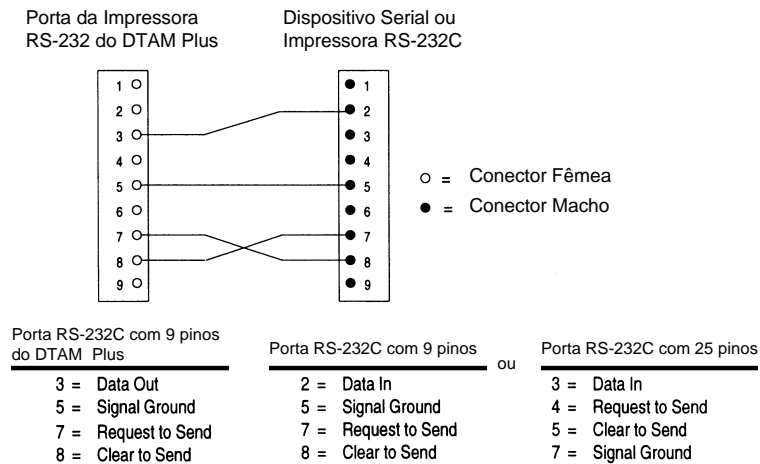 Porta da Impressora
RS-232 do DTAM Plus
Dispositivo Serial ou
Impressora RS-232C
1
2
3
4
5
6
7
8
9
1
2
3
4
5
6
7
8
9
= Conector Fêmea
= Conector Macho
Porta RS-232C com 9 pinos
do DTAM Plus
3 = Data Out
5 = Signal Ground
7 = Request to Send
8 = Clear to Send
Porta RS-232C com 9 pinos
2 = Data In
5 = Signal Ground
7 = Request to Send
8 = Clear to Send
ou
Porta RS-232C com 25 pinos
3 = Data In
4 = Request to Send
5 = Clear to Send
7 = Signal Ground